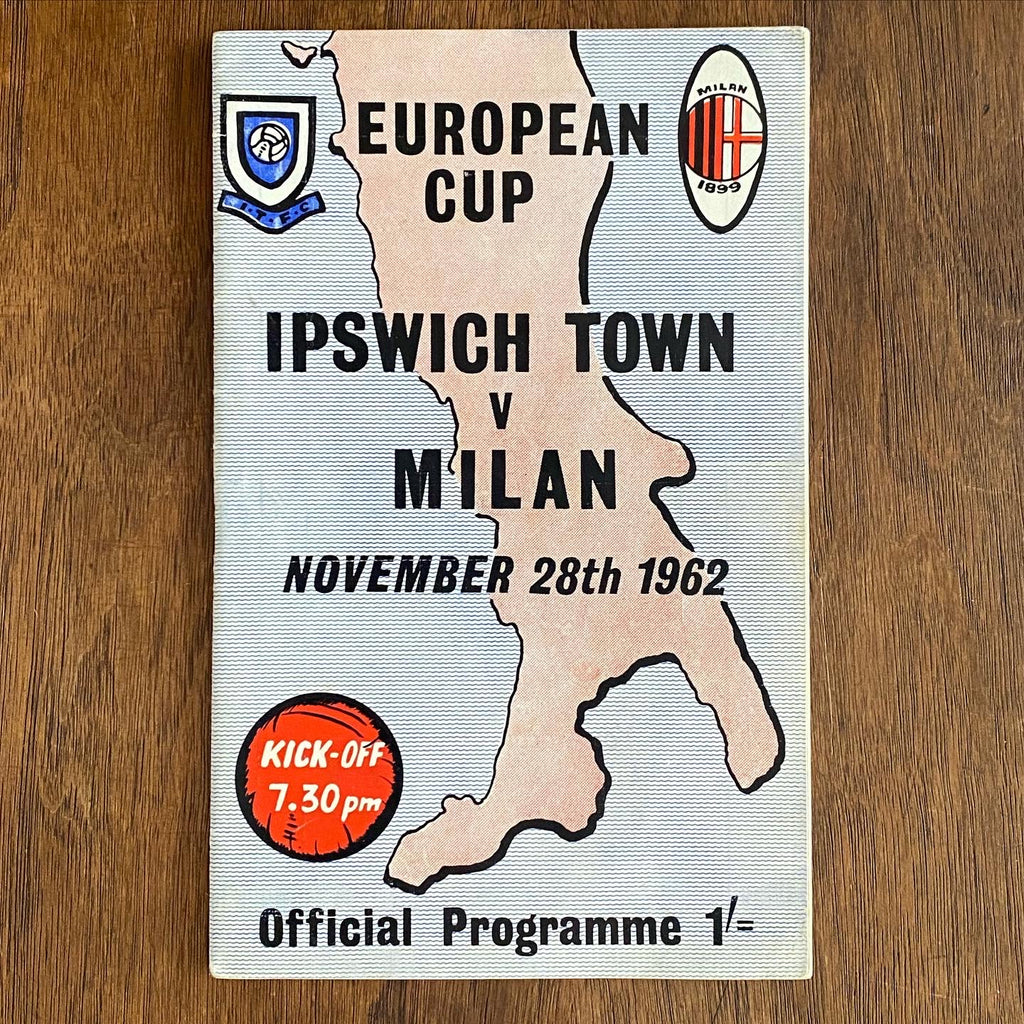 EUROPEAN
CUP
I.T.F.C
MILAN
1899
IPSWICH TOWN
V
MILAN
NOVEMBER 28th 1962
KICK-OFF
7.30pm
Official Programme 1/=